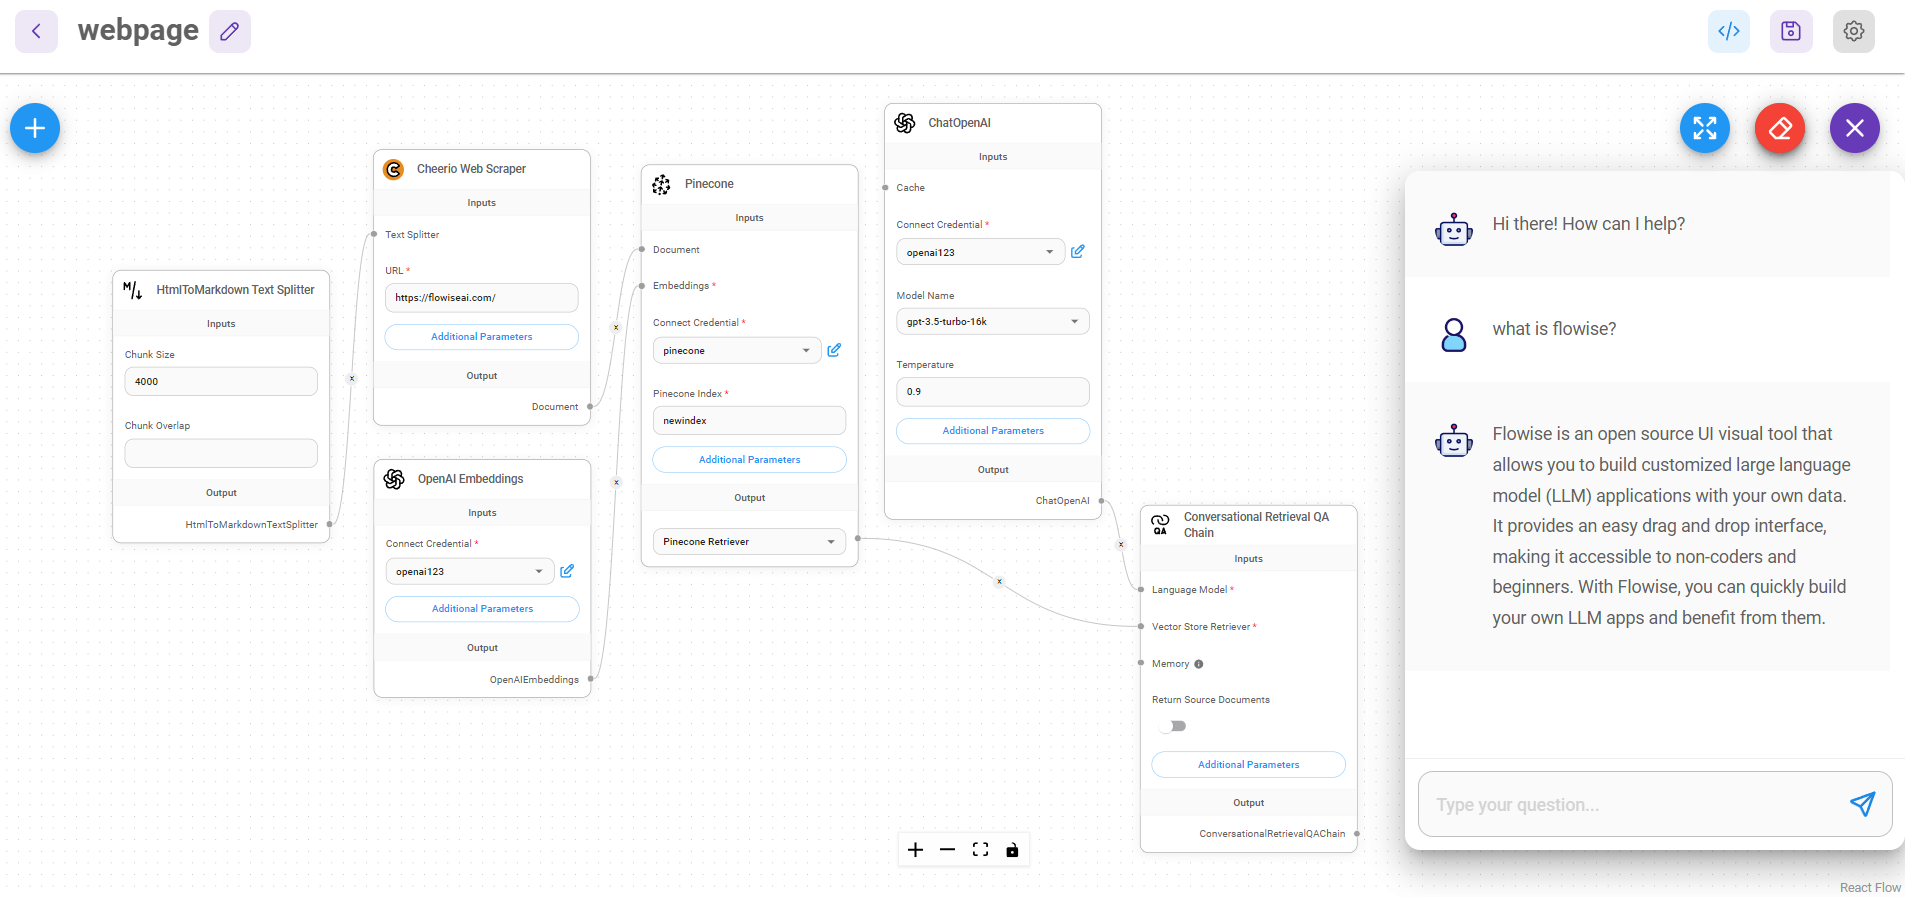 webpage
HtmlToMarkdown Text Splitter
Inputs
Chunk Size
4000
Chunk Overlap
Output
HtmlToMarkdownTextSplitter
Cheerio Web Scraper
Inputs
Text Splitter
URL *
https://flowiseai.com/
Additional Parameters
Output
Document
OpenAI Embeddings
Inputs
Connect Credential *
openai123
Additional Parameters
Output
OpenAIEmbeddings
Pinecone
Inputs
Document
Embeddings *
Connect Credential *
pinecone
Pinecone Index *
newindex
Additional Parameters
Output
Pinecone Retriever
ChatOpenAI
Inputs
Cache
Connect Credential *
openai123
Model Name
gpt-3.5-turbo-16k
Temperature
0.9
Additional Parameters
Output
ChatOpenAI
QA
Conversational Retrieval QA
Chain
Inputs
Language Model *
Vector Store Retriever *
Memory
Return Source Documents
Additional Parameters
Output
ConversationalRetrievalQAChain
Hi there! How can I help?
what is flowise?
Flowise is an open source UI visual tool that
allows you to build customized large language
model (LLM) applications with your own data.
It provides an easy drag and drop interface,
making it accessible to non-coders and
beginners. With Flowise, you can quickly build
your own LLM apps and benefit from them.
Type your question...
React Flow